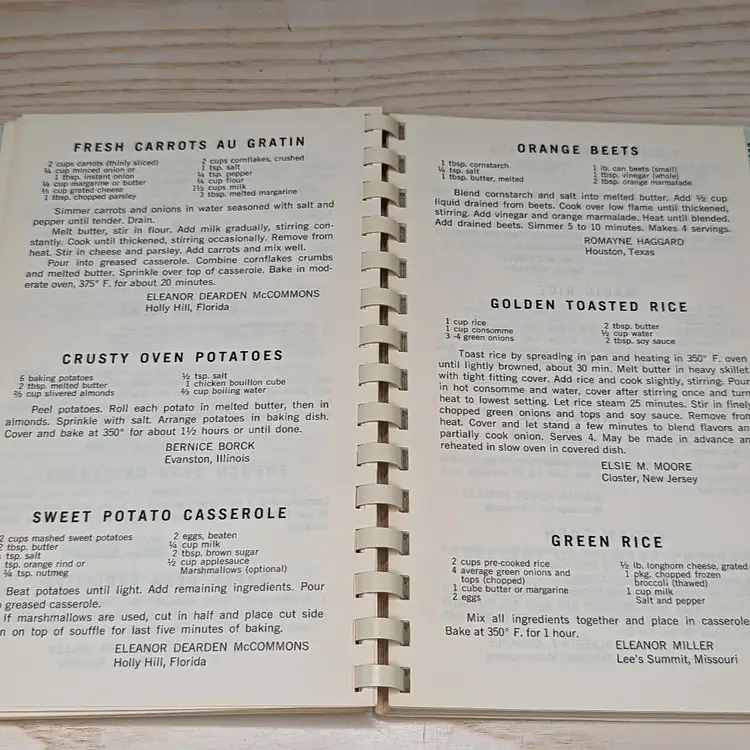 FRESH CARROTS AU GRATIN
2 cups carrots (thinly sliced)
¼ cup minced onion or
1 tbsp. instant onion
¼ cup margarine or butter
⅓ cup grated cheese
1 tbsp. chopped parsley
2 cups cornflakes, crushed
1 tsp. salt
¼ tsp. pepper
¼ cup flour
1½ cups milk
3 tbsp. melted margarine
Simmer carrots and onions in water seasoned with salt and
pepper until tender. Drain.
Melt butter, stir in flour. Add milk gradually, stirring con-
stantly. Cook until thickened, stirring occasionally. Remove from
heat. Stir in cheese and parsley. Add carrots and mix well.
Pour into greased casserole. Combine cornflakes crumbs
and melted butter. Sprinkle over top of casserole. Bake in mod-
erate oven, 375° F. for about 20 minutes.
ELEANOR DEARDEN McCOMMONS
Holly Hill, Florida
CRUSTY OVEN POTATOES
6 baking potatoes
2 tbsp. melted butter
⅔ cup slivered almonds
½ tsp. salt
1 chicken bouillon cube
⅔ cup boiling water
Peel potatoes. Roll each potato in melted butter, then in
almonds. Sprinkle with salt. Arrange potatoes in baking dish.
Cover and bake at 350° for about 1½ hours or until done.
BERNICE BORCK
Evanston, Illinois
SWEET POTATO CASSEROLE
2 cups mashed sweet potatoes
2 tbsp. butter
tsp. salt
tsp. orange rind or
¼ tsp. nutmeg
2 eggs, beaten
¼ cup milk
2 tbsp. brown sugar
½ cup applesauce
Marshmallows (optional)
Beat potatoes until light. Add remaining ingredients. Pour
greased casserole.
If marshmallows are used, cut in half and place cut side
n on top of souffle for last five minutes of baking.
ELEANOR DEARDEN McCOMMONS
Holly Hill, Florida
ORANGE BEETS
1 tbsp. cornstarch
¼ tsp. salt
1 tbsp. butter, melted
1 lb. can beets (small)
1 tbsp. vinegar (whole)
2 tbsp. orange marmalade
Blend cornstarch and salt into melted butter. Add ½ cup
liquid drained from beets. Cook over low flame until thickened,
stirring. Add vinegar and orange marmalade. Heat until blended.
Add drained beets. Simmer 5 to 10 minutes. Makes 4 servings.
ROMAYNE HAGGARD
Houston, Texas
GOLDEN TOASTED RICE
1 cup rice
1 cup consomme
3 -4 green onions
2 tbsp. butter
½ cup water
2 tbsp. soy sauce
Toast rice by spreading in pan and heating in 350° F. oven
until lightly browned, about 30 min. Melt butter in heavy skillet
with tight fitting cover. Add rice and cook slightly, stirring. Pour
in hot consomme and water, cover after stirring once and turn
heat to lowest setting. Let rice steam 25 minutes. Stir in finely
chopped green onions and tops and soy sauce. Remove from
heat. Cover and let stand a few minutes to blend flavors an
partially cook onion. Serves 4. May be made in advance an
reheated in slow oven in covered dish.
ELSIE M. MOORE
Closter, New Jersey
GREEN RICE
2 cups pre-cooked rice
4 average green onions and
tops (chopped)
1 cube butter or margarine
2 eggs
½ lb. longhorn cheese, grated
1 pkg. chopped frozen
broccoli (thawed)
1 cup milk
Salt and pepper
Mix all ingredients together and place in casserole
Bake at 350° F. for 1 hour.
ELEANOR MILLER
Lee's Summit, Missouri